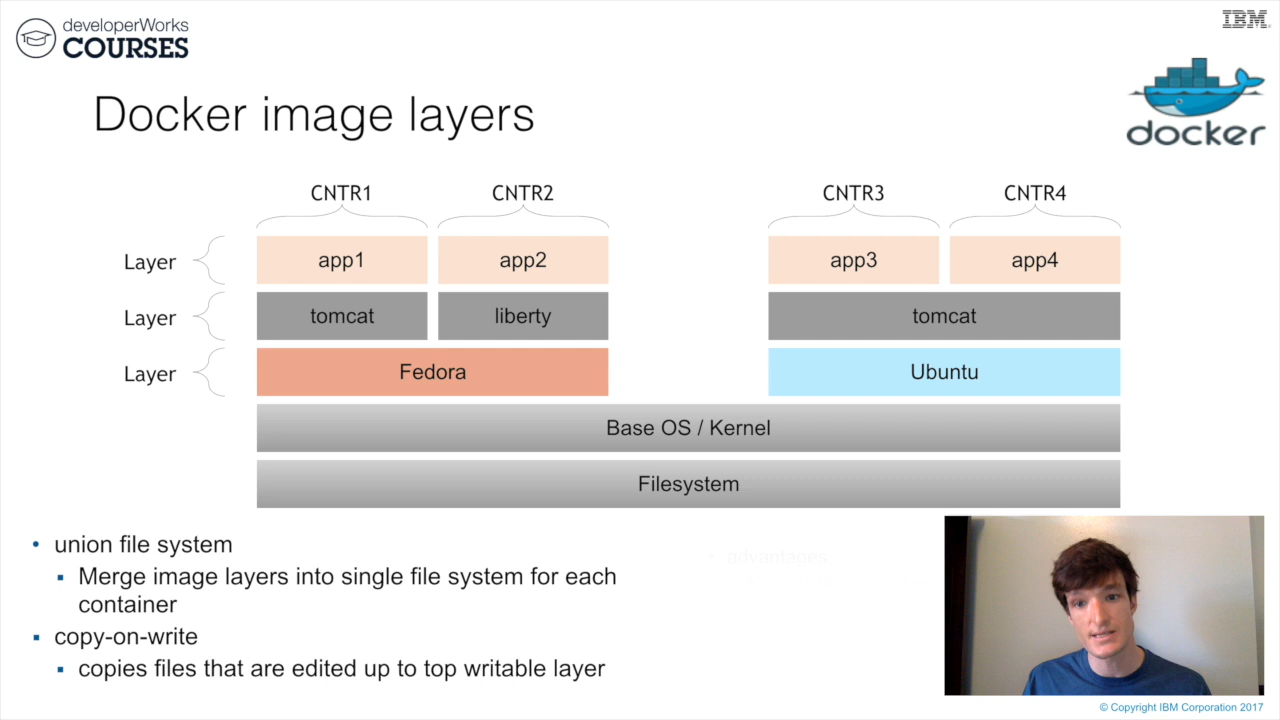 developerWorks
COURSES
IBM
Docker image layers
docker
CNTR1 CNTR2 CNTR3 CNTR4
Layer app1 app2 app3 app4
Layer tomcat liberty tomcat
Layer Fedora Ubuntu
Base OS / Kernel
Filesystem
• union file system
▪ Merge image layers into single file system for each
container
▪ copy-on-write
▪ copies files that are edited up to top writable layer
• advantages
© Copyright IBM Corporation 2017